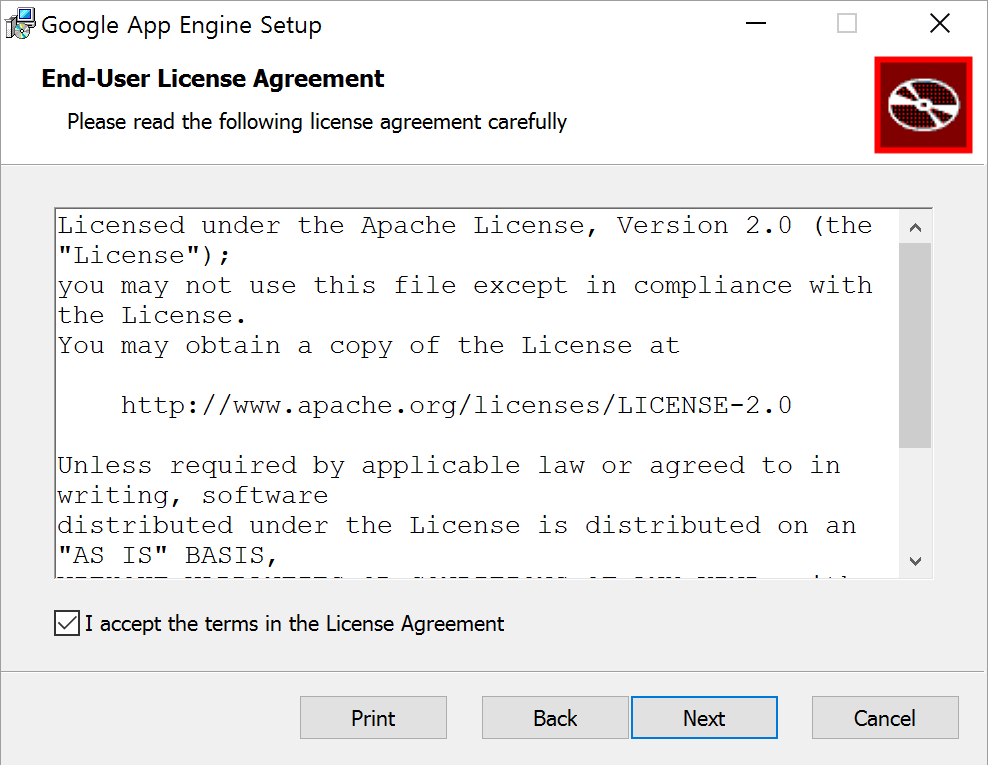 Google App Engine Setup
End-User License Agreement
Please read the following license agreement carefully
Licensed under the Apache License, Version 2.0 (the
"License");
you may not use this file except in compliance with
the License.
You may obtain a copy of the License at
http://www.apache.org/licenses/LICENSE-2.0
Unless required by applicable law or agreed to in
writing, software
distributed under the License is distributed on an
"AS IS" BASIS,
I accept the terms in the License Agreement
Print Back Next Cancel